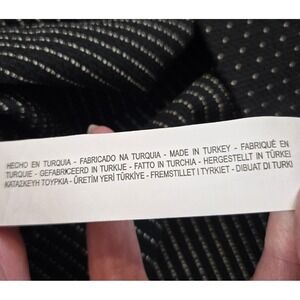 HECHO EN TURQUIA - FABRICADO NA TURQUIA - MADE IN TURKEY - FABRIQUÉ EN
TURQUIE - GEFABRICEERD IN TURKIJE - FATTO IN TURCHIA - HERGESTELLT IN TÜRKEI
ΚΑΤΑΣΚΕΥΗ ΤΟΥΡΚΙΑ - ÜRETİM YERİ TÜRKİYE - FREMSTILLET I TYRKIET - DIBUAT DI TURKI